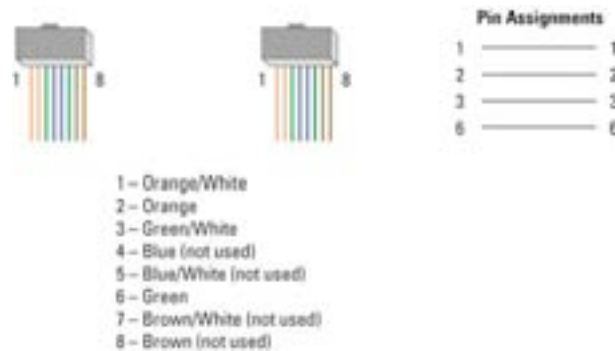 Pin Assignments
1 8
1 8
1 1
2 2
3 3
6 6
1 – Orange/White
2 – Orange
3 – Green/White
4 – Blue (not used)
5 – Blue/White (not used)
6 – Green
7 – Brown/White (not used)
8 – Brown (not used)